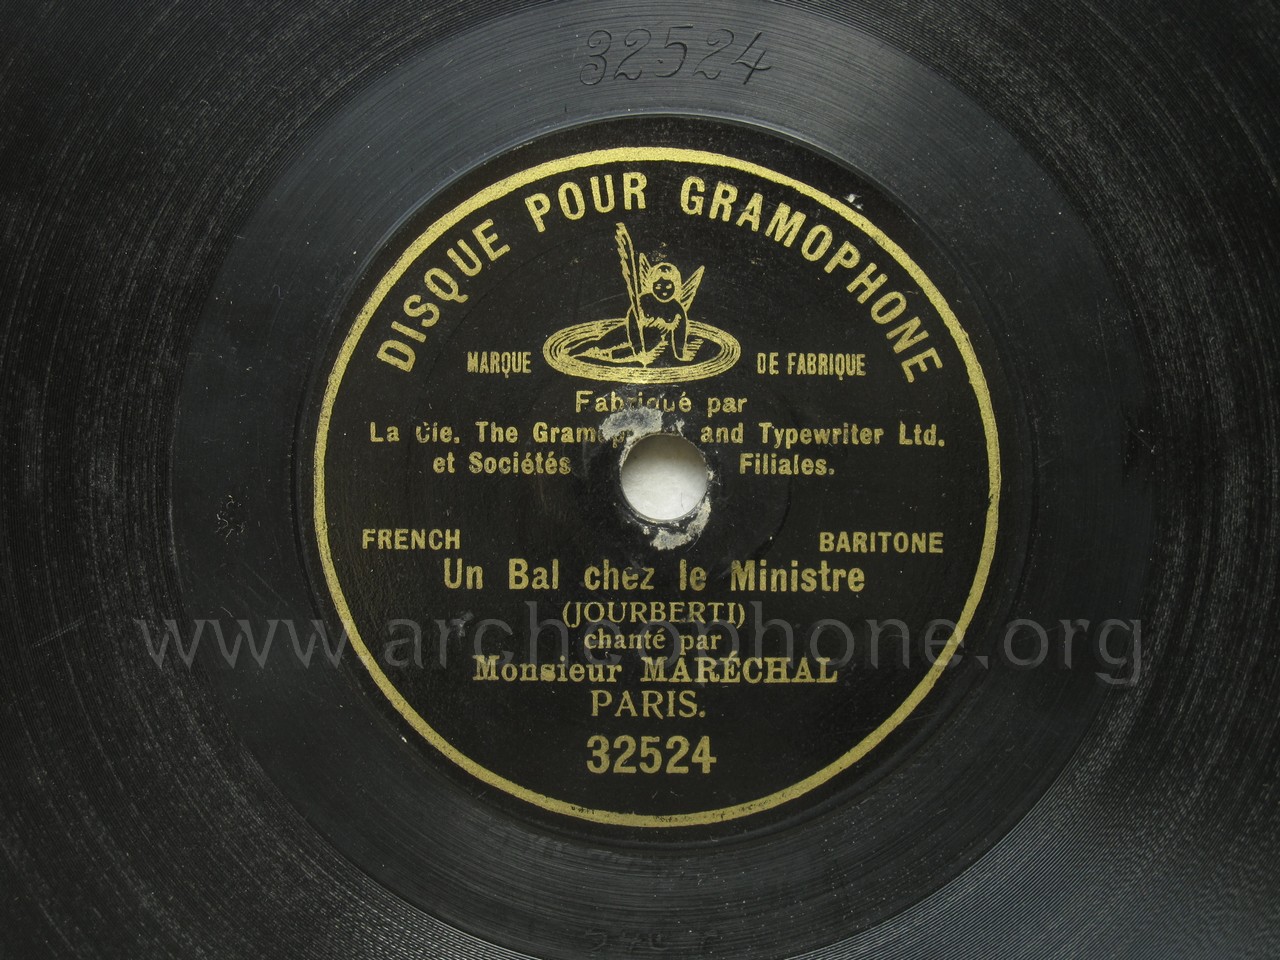 32524
DISQUE POUR GRAMOPHONE
MARQUE DE FABRIQUE
Fabriqué par
La Cie. The Gramophone and Typewriter Ltd.
et Sociétés Filiales.
FRENCH BARITONE
Un Bal chez le Ministre
(JOURBERTI)
www.archeophone.org
chanté par
Monsieur MARÉCHAL
PARIS.
32524